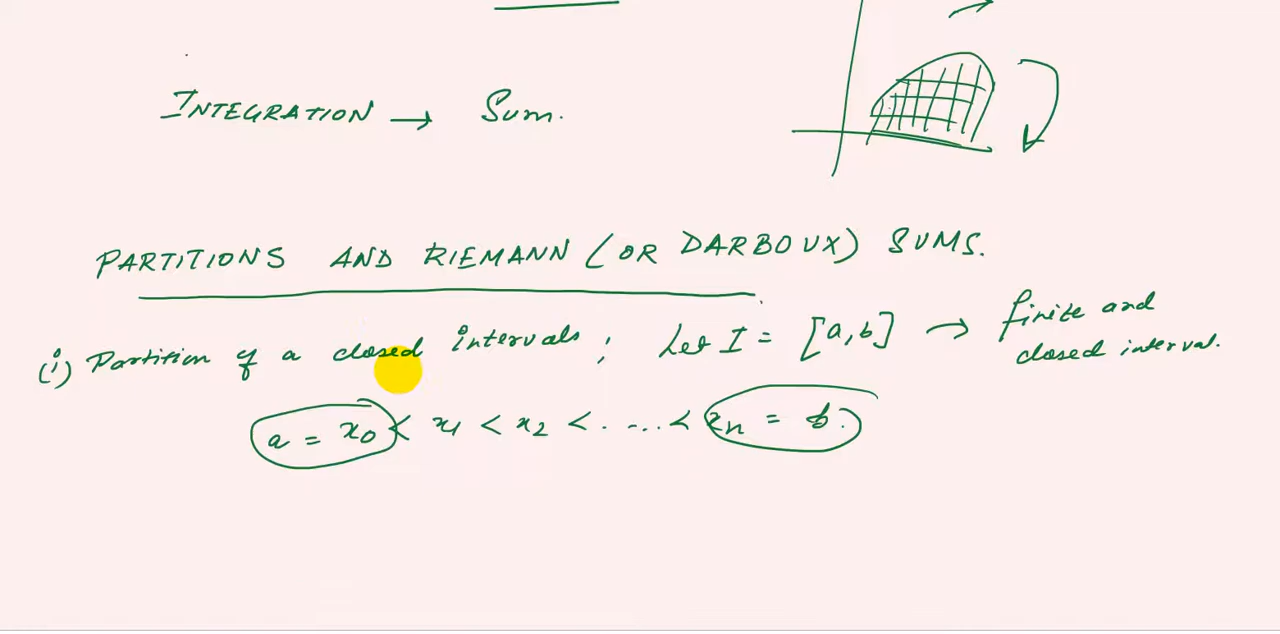 INTEGRATION → Sum.
PARTITIONS AND RIEMANN (OR DARBOUX) SUMS.
(i) Partition of a closed intervals ; Let I = [a,b] → finite and closed interval.
a = x₀ < x₁ < x₂ < . ... < xₙ = b.